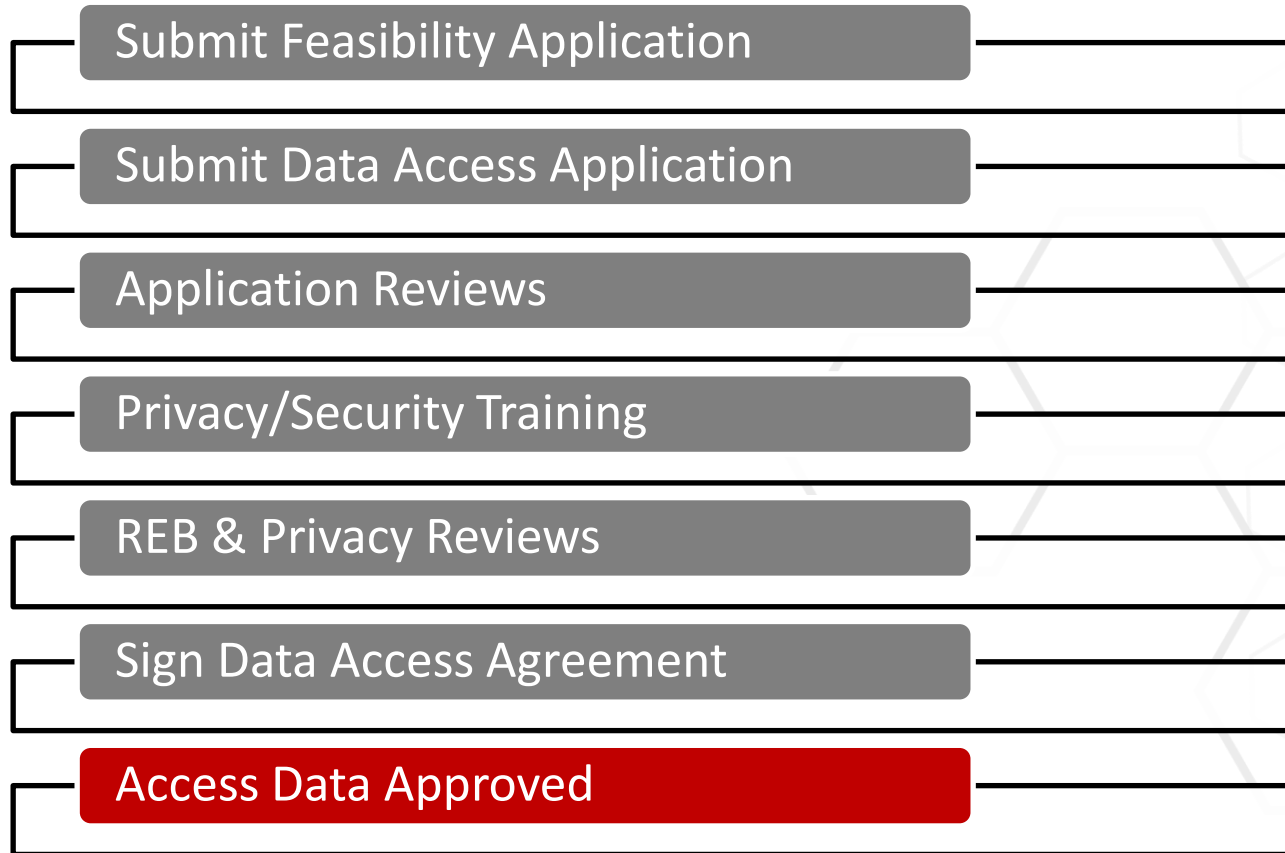 Submit Feasibility Application
Submit Data Access Application
Application Reviews
Privacy/Security Training
REB & Privacy Reviews
Sign Data Access Agreement
Access Data Approved